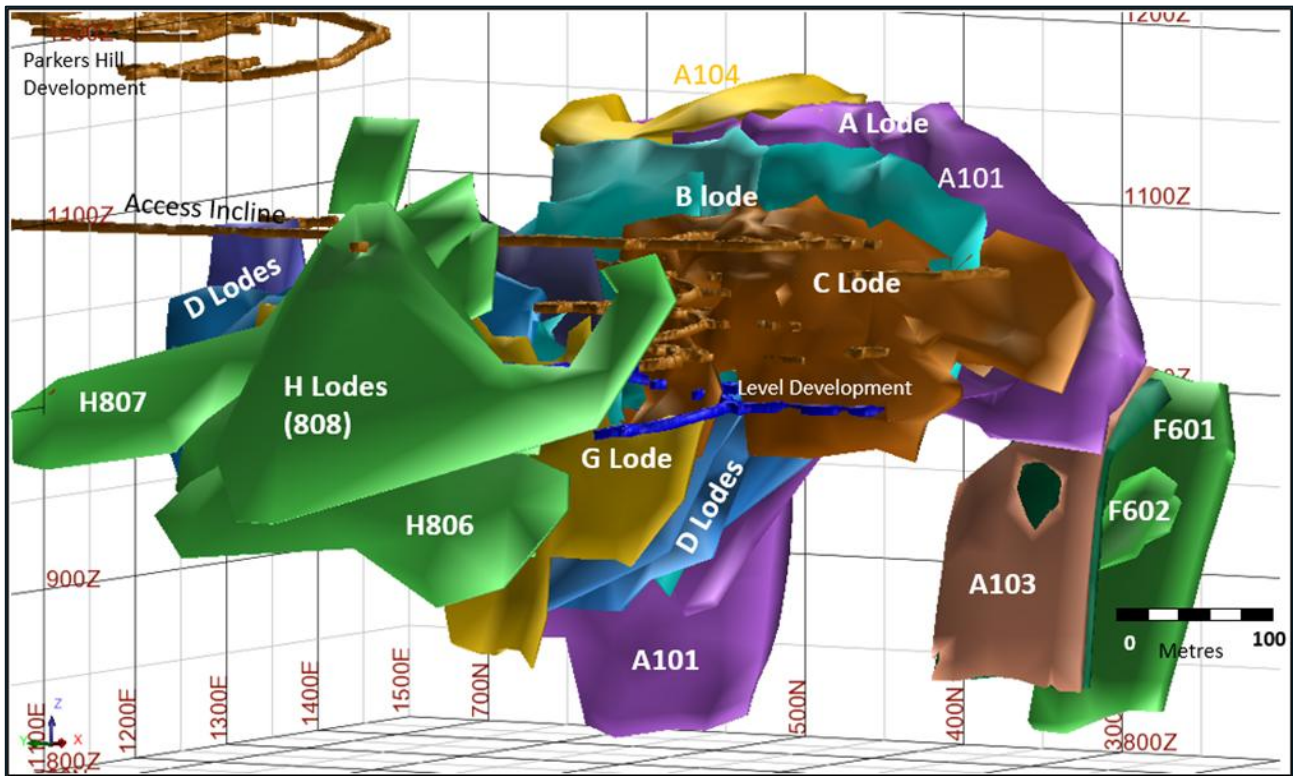 1200Z
1200Z
Parkers Hill
Development
A104
A Lode
A101
B lode
1100Z
1100Z
Access Incline
D Lodes
C Lode
H807
H Lodes
(808)
Level Development
F601
G Lode
D Lodes
F602
H806
900Z
A103
A101
0
100
Metres
1100E
1200E
1300E
1400E
1500E
700N
500N
400N
Z
Y
X
800Z
800Z